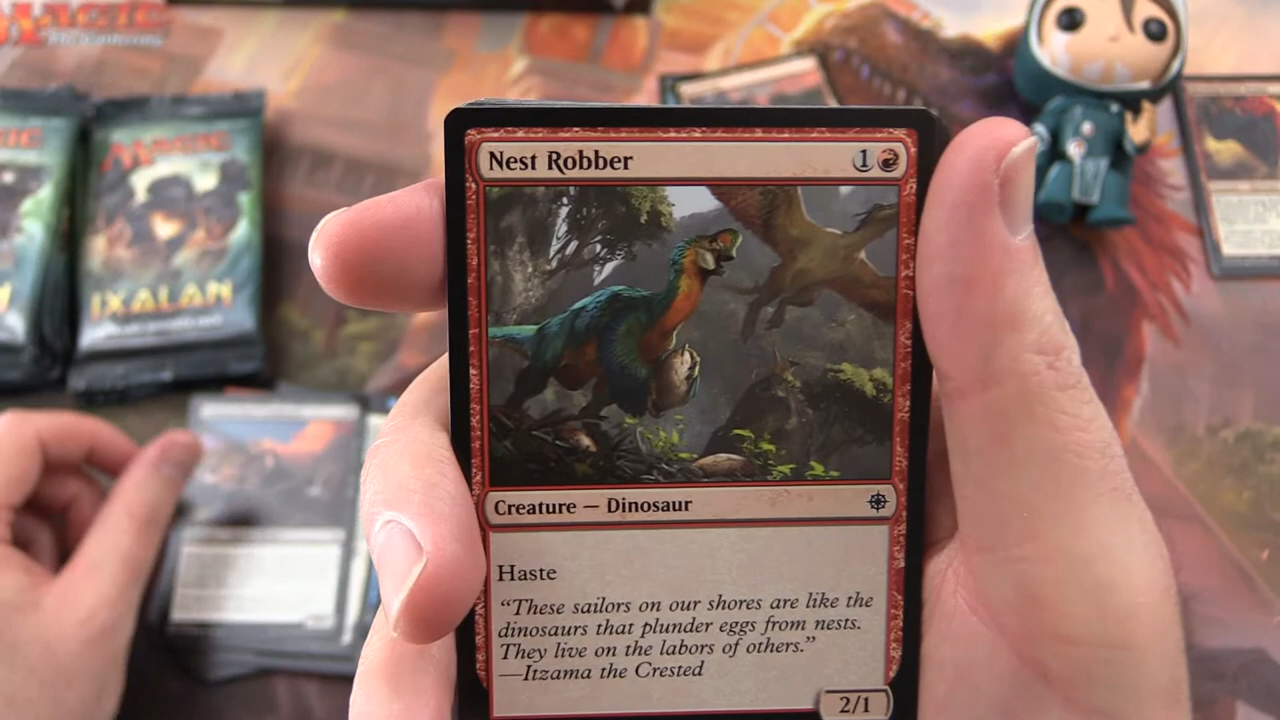 MAGIC
MAGIC
IXALAN
Nest Robber
1
Creature — Dinosaur
Haste
“These sailors on our shores are like the
dinosaurs that plunder eggs from nests.
They live on the labors of others.”
—Itzama the Crested
2/1